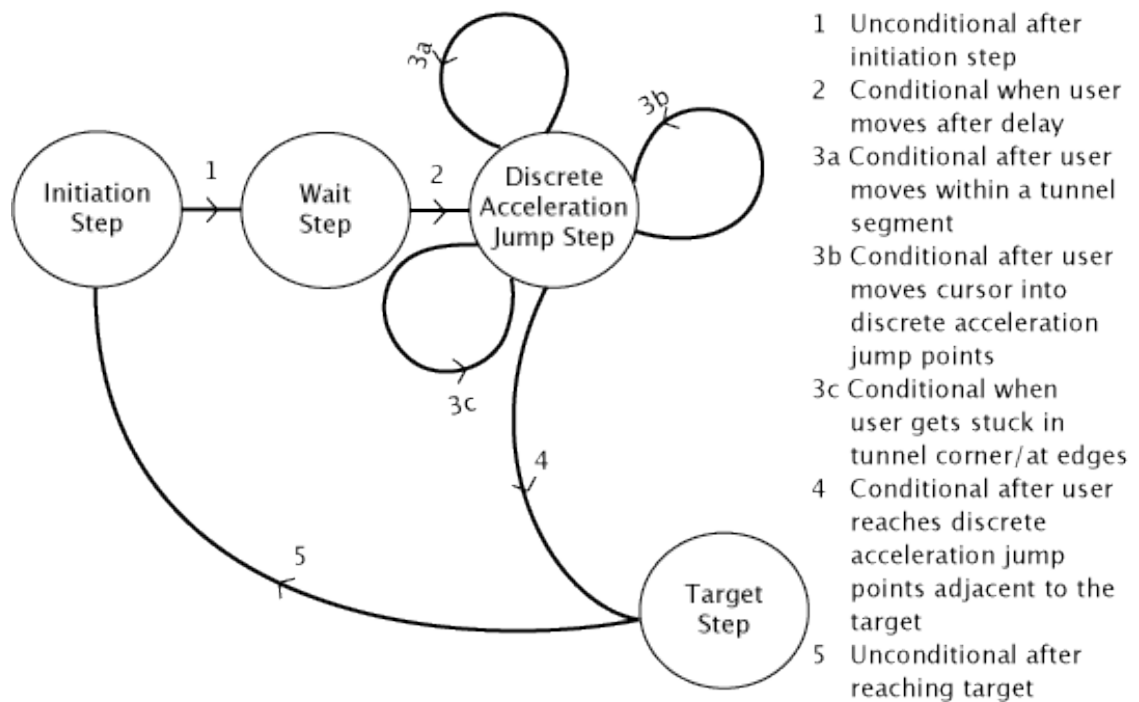 3a
3b
1
2
Initiation
Step
Wait
Step
Discrete
Acceleration
Jump Step
3c
4
5
Target
Step
1 Unconditional after
initiation step
2 Conditional when user
moves after delay
3a Conditional after user
moves within a tunnel
segment
3b Conditional after user
moves cursor into
discrete acceleration
jump points
3c Conditional when
user gets stuck in
tunnel corner/at edges
4 Conditional after user
reaches discrete
acceleration jump
points adjacent to the
target
5 Unconditional after
reaching target